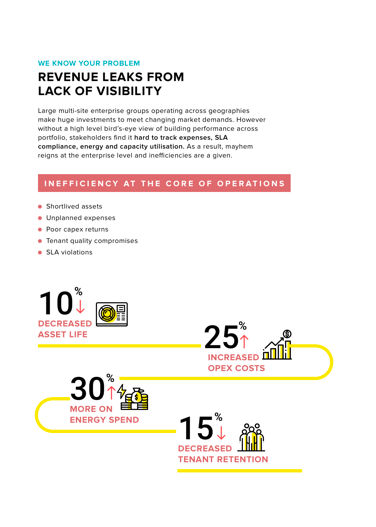 WE KNOW YOUR PROBLEM
REVENUE LEAKS FROM
LACK OF VISIBILITY
Large multi-site enterprise groups operating across geographies
make huge investments to meet changing market demands. However
without a high level bird's-eye view of building performance across
portfolio, stakeholders find it hard to track expenses, SLA
compliance, energy and capacity utilisation. As a result, mayhem
reigns at the enterprise level and inefficiencies are a given.
INEFFICIENCY AT THE CORE OF OPERATIONS
Shortlived assets
Unplanned expenses
Poor capex returns
Tenant quality compromises
SLA violations
10%↓
DECREASED
ASSET LIFE
25%↑
INCREASED
OPEX COSTS
30%↑
MORE ON
ENERGY SPEND
15%↓
DECREASED
TENANT RETENTION